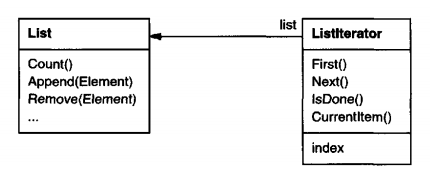 List
Count()
Append(Element)
Remove(Element)
...
list
ListIterator
First()
Next()
IsDone()
CurrentItem()
index